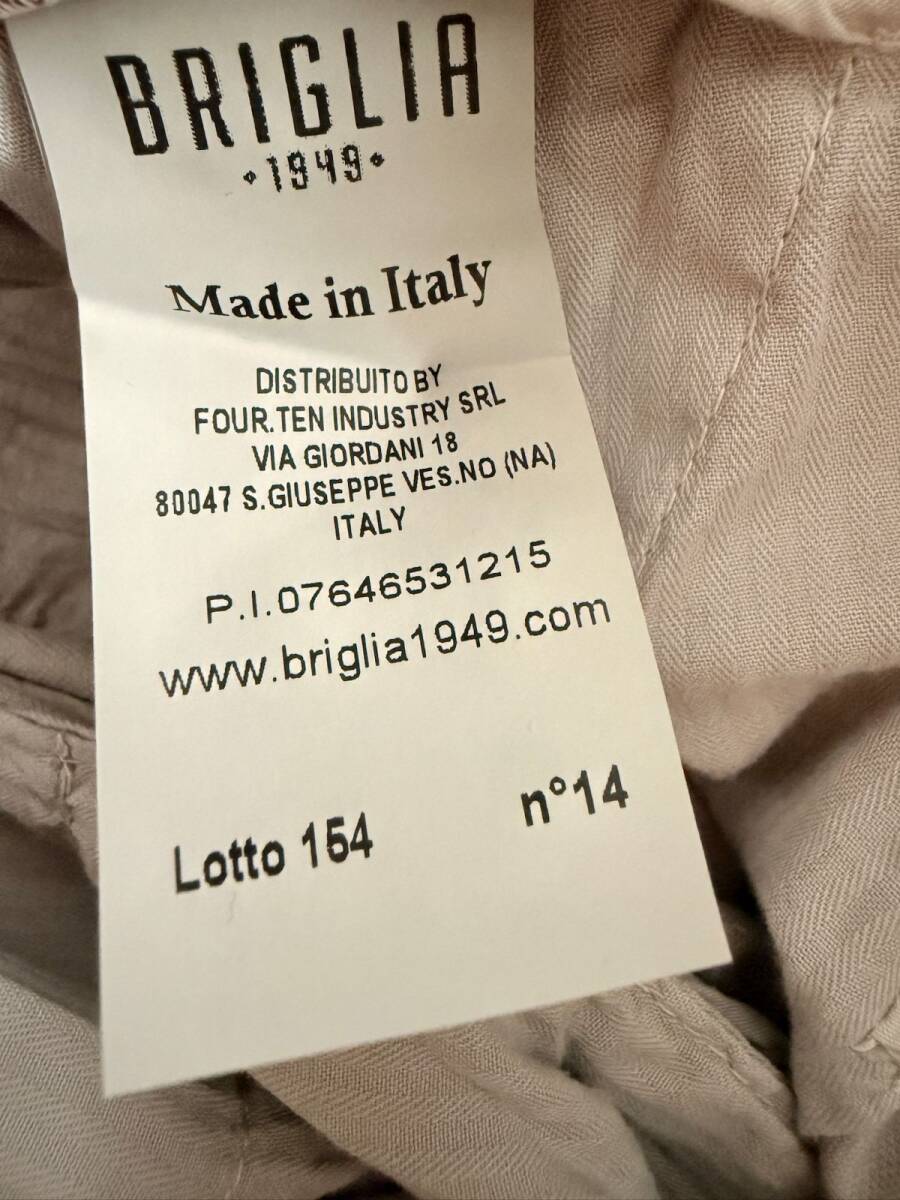 BRIGLIA
•1949•
Made in Italy
DISTRIBUITO BY
FOUR.TEN INDUSTRY SRL
VIA GIORDANI 18
80047 S.GIUSEPPE VES.NO (NA)
ITALY
P.I.07646531215
www.briglia1949.com
Lotto 154 n°14